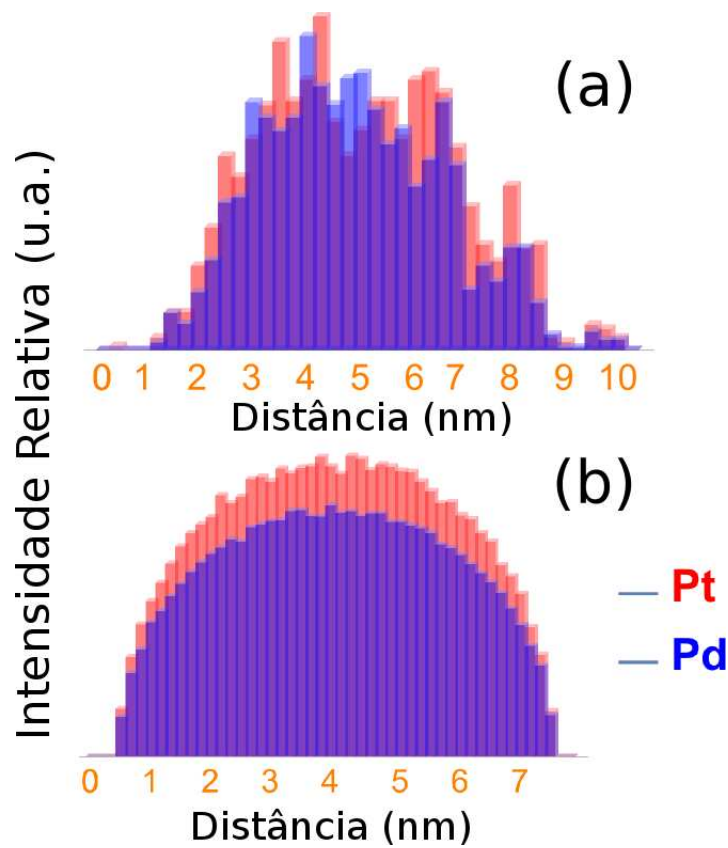 (a)
0 1 2 3 4 5 6 7 8 9 10
Distância (nm)
Intensidade Relativa (u.a.)
(b)
Pt
Pd
0 1 2 3 4 5 6 7
Distância (nm)